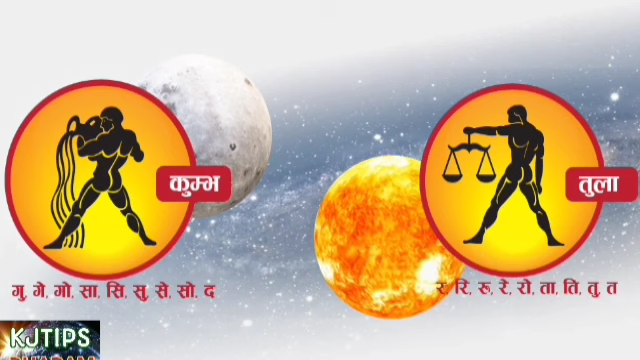 कुम्भ
तुला
गु, गे, गो, सा, सि, सु, से, सो, द
र, रि, रू, रे, रो, ता, ति, तु, त
KJTIPS